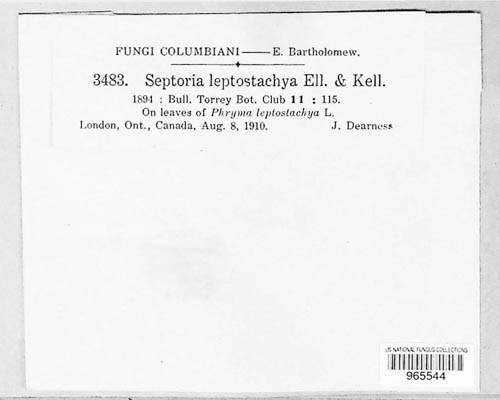 FUNGI COLUMBIANI—E. Bartholomew.
3483. Septoria leptostachya Ell. & Kell.
1894 : Bull. Torrey Bot. Club 11 : 115.
On leaves of Phryma leptostachya L.
London, Ont., Canada, Aug. 8, 1910. J. Dearness
US NATIONAL FUNGUS COLLECTIONS
965544